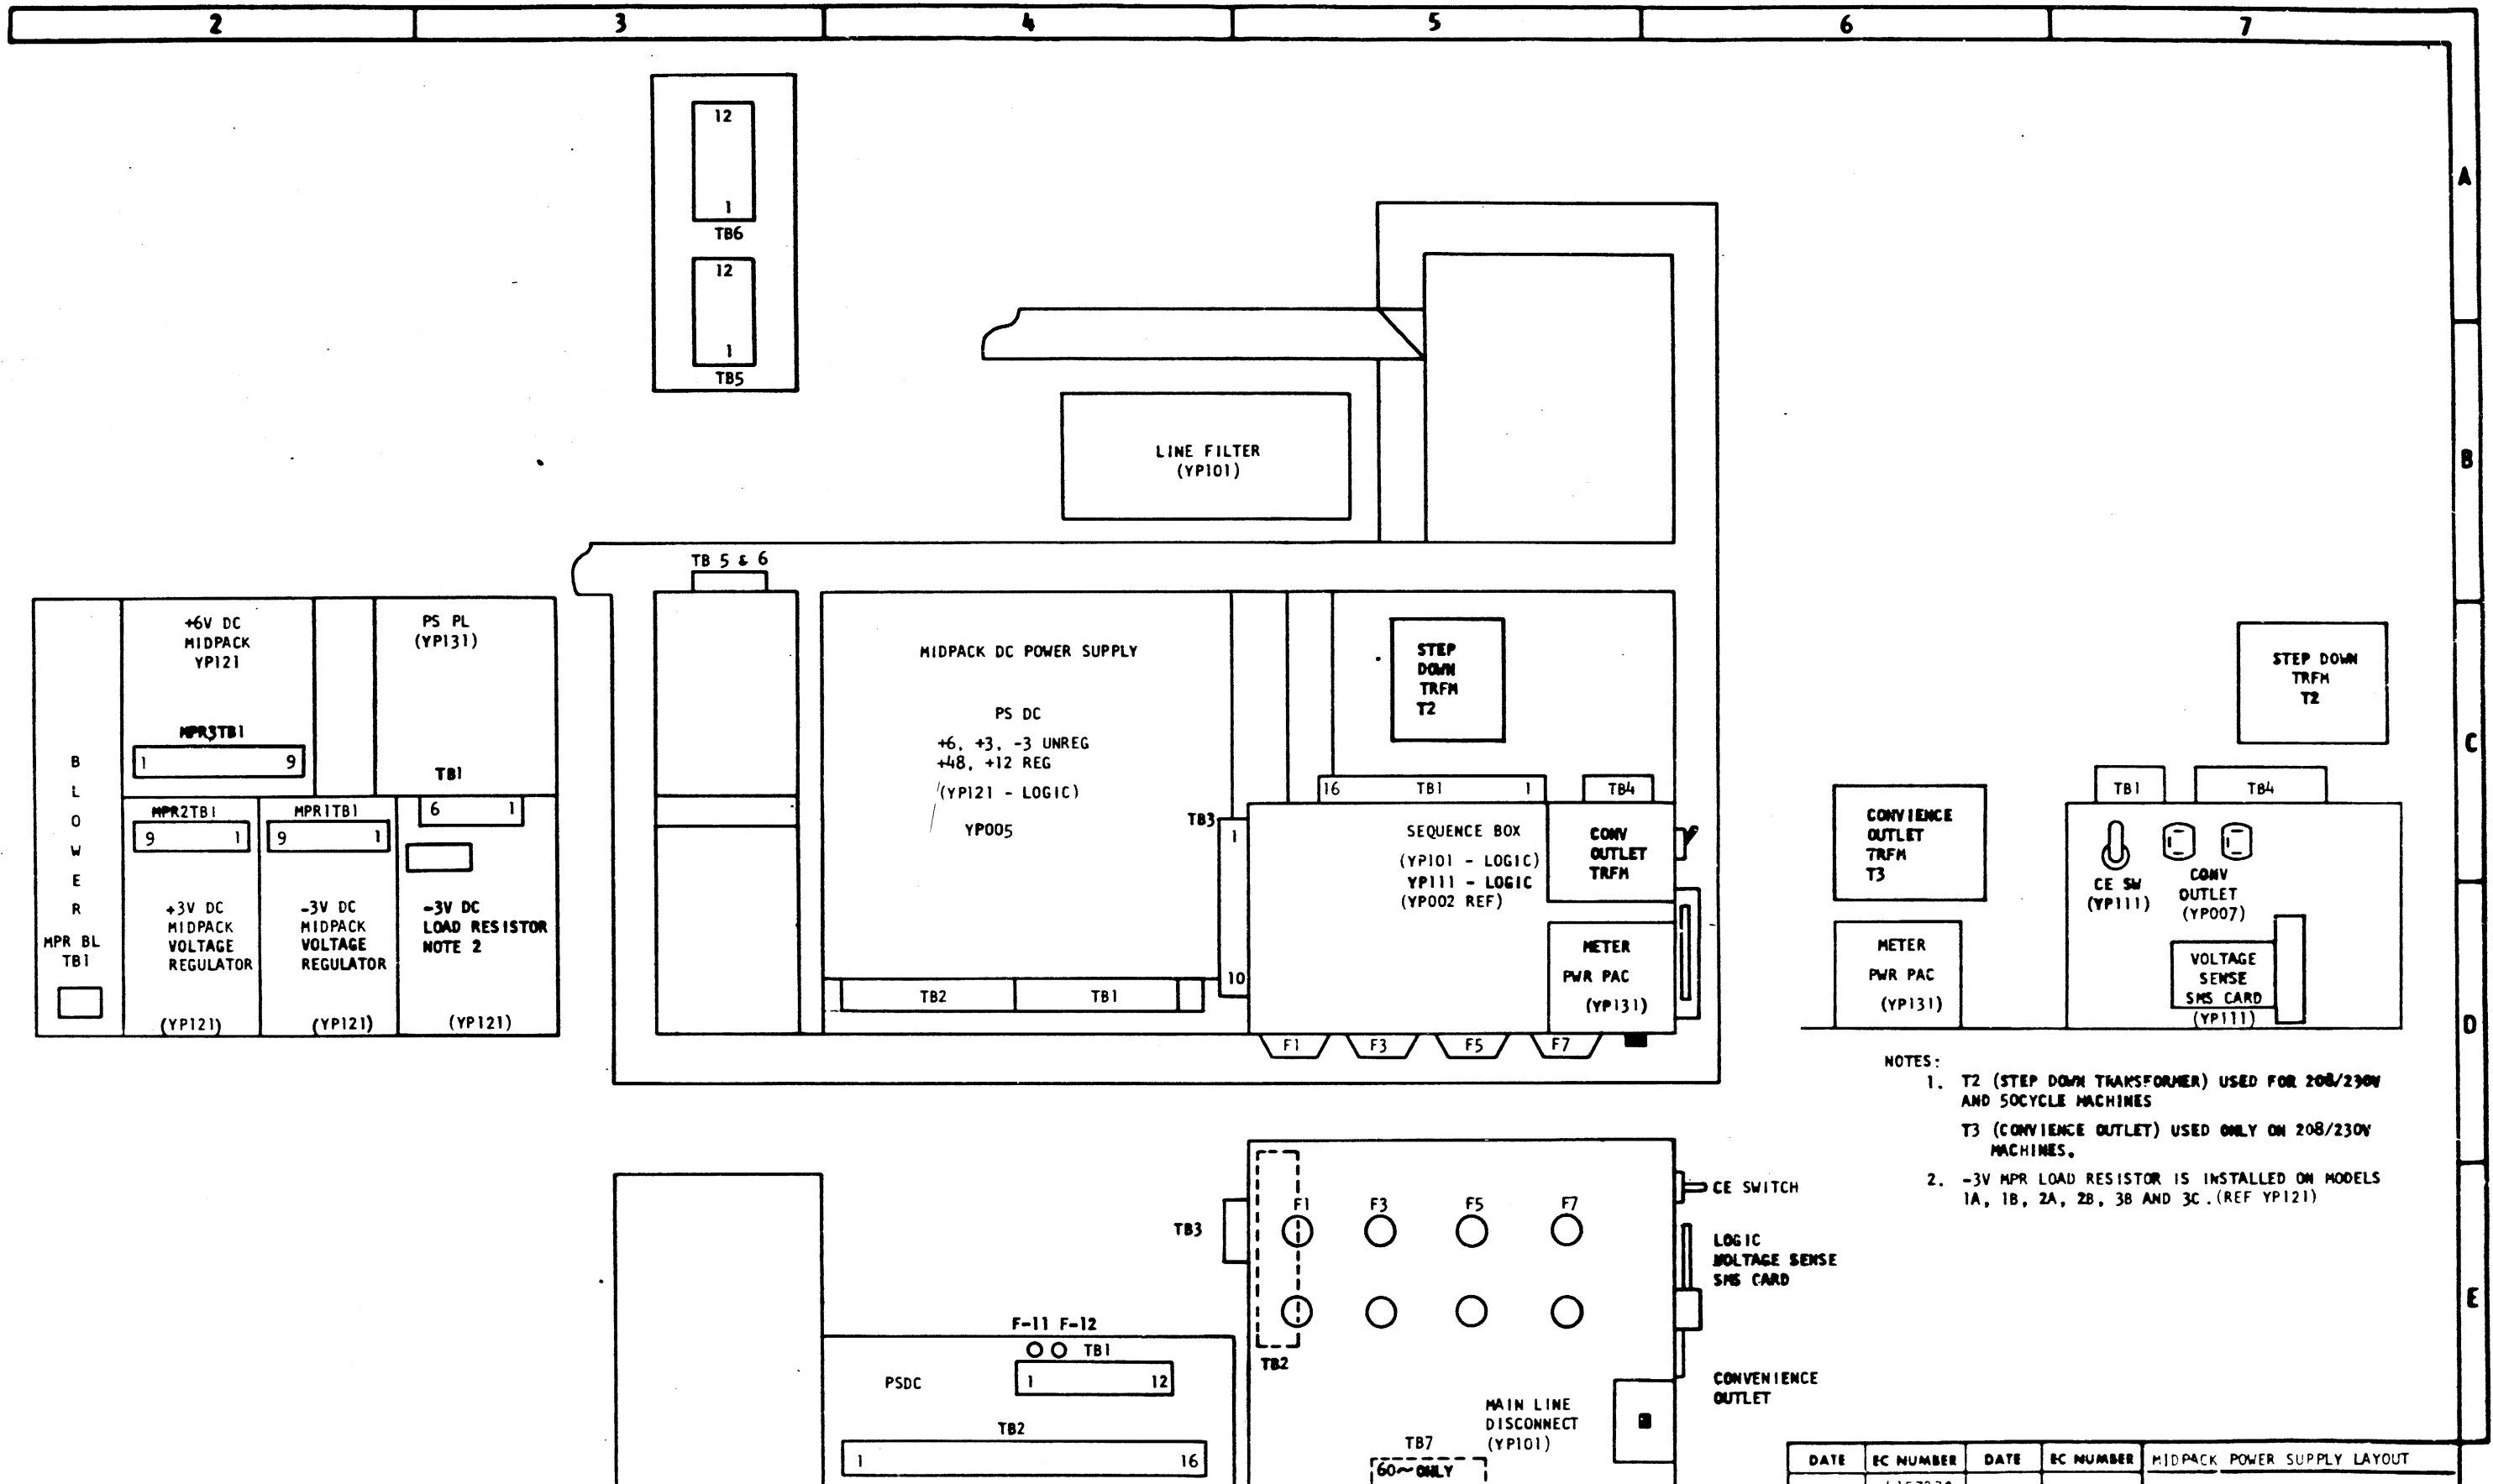 2 3 4 5 6 7
A
B
C
D
E
12
1
TB6
12
1
TB5
LINE FILTER
(YP101)
TB 5 & 6
BLOWER
MPR BL
TB1
+6V DC
MIDPACK
YP121
MPR3TB1
1 9
PS PL
(YP131)
TB1
6 1
MPR2TB1
9 1
+3V DC
MIDPACK
VOLTAGE
REGULATOR
(YP121)
MPR1TB1
9 1
-3V DC
MIDPACK
VOLTAGE
REGULATOR
(YP121)
-3V DC
LOAD RESISTOR
NOTE 2
(YP121)
MIDPACK DC POWER SUPPLY
PS DC
+6, +3, -3 UNREG
+48, +12 REG
(YP121 - LOGIC)
YP005
TB2 TB1
STEP
DOWN
TRFM
T2
16 TB1 1
TB4
TB3
1
10
SEQUENCE BOX
(YP101 - LOGIC)
YP111 - LOGIC
(YP002 REF)
CONV
OUTLET
TRFM
METER
PWR PAC
(YP131)
F1 F3 F5 F7
STEP DOWN
TRFM
T2
CONVIENCE
OUTLET
TRFM
T3
METER
PWR PAC
(YP131)
TB1 TB4
CE SW
(YP111)
CONV
OUTLET
(YP007)
VOLTAGE
SENSE
SMS CARD
(YP111)
NOTES:
1. T2 (STEP DOWN TRANSFORMER) USED FOR 208/230V
AND 50CYCLE MACHINES
T3 (CONVIENCE OUTLET) USED ONLY ON 208/230V
MACHINES.
2. -3V MPR LOAD RESISTOR IS INSTALLED ON MODELS
1A, 1B, 2A, 2B, 3B AND 3C.(REF YP121)
F1 F3 F5 F7
TB3
TB2
CE SWITCH
LOGIC
VOLTAGE SENSE
SMS CARD
CONVENIENCE
OUTLET
MAIN LINE
DISCONNECT
(YP101)
TB7
60~ ONLY
F-11 F-12
TB1
PSDC
1 12
TB2
1 16
DATE EC NUMBER DATE EC NUMBER MIDPACK POWER SUPPLY LAYOUT